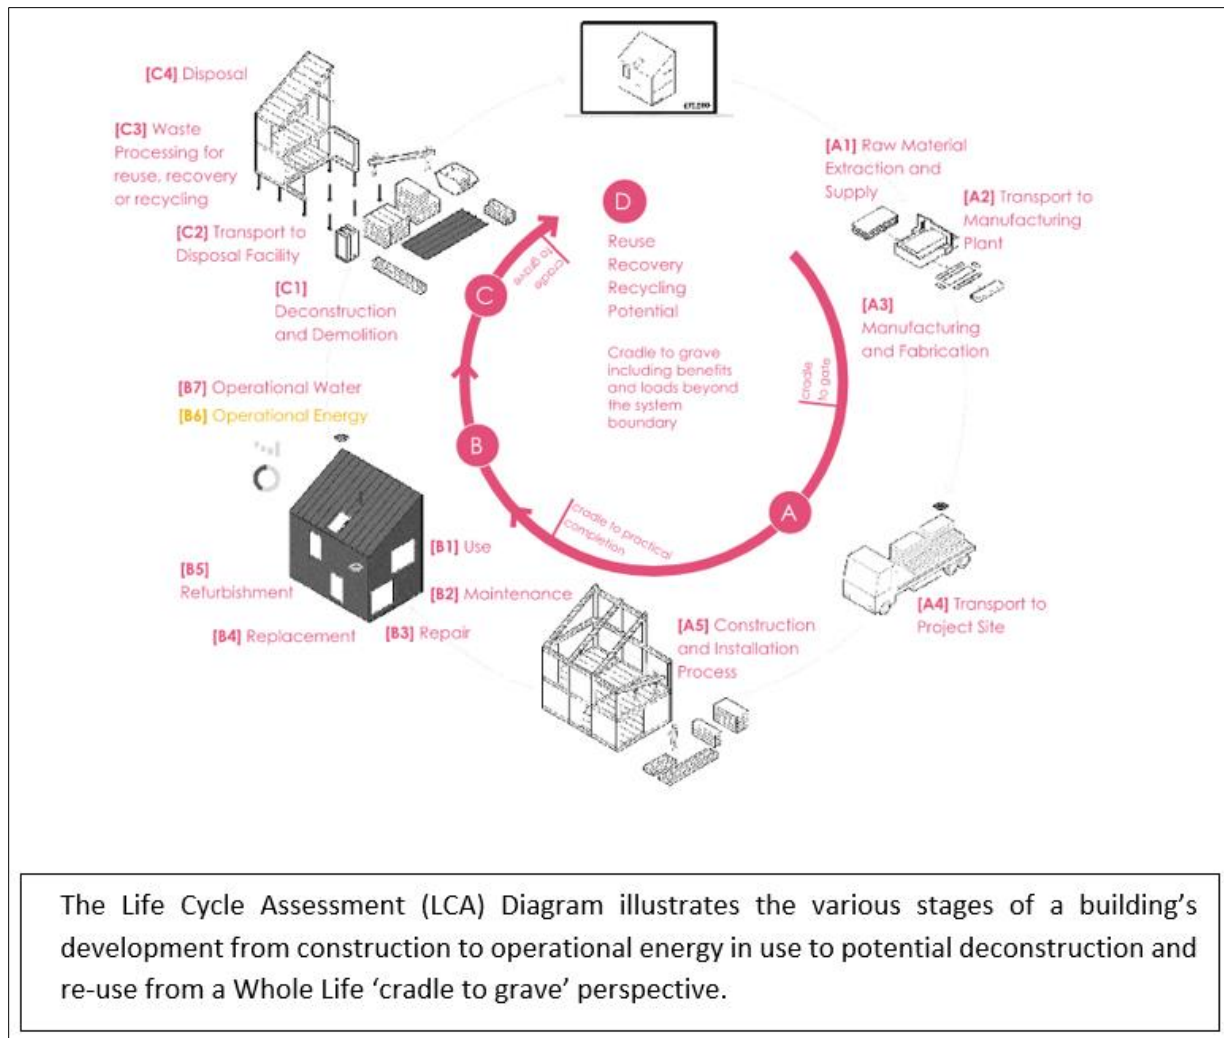 [C4] Disposal
[C3] Waste
Processing for
reuse, recovery
or recycling
[C2] Transport to
Disposal Facility
[C1]
Deconstruction
and Demolition
[A1] Raw Material
Extraction and
Supply
[A2] Transport to
Manufacturing
Plant
[A3]
Manufacturing
and Fabrication
D
Reuse
Recovery
Recycling
Potential
Cradle to grave
including benefits
and loads beyond
the system
boundary
cradle
to grave
C
cradle
to gate
[B7] Operational Water
[B6] Operational Energy
B
A
cradle to practical
completion
[B1] Use
[B5]
Refurbishment
[B2] Maintenance
[B4] Replacement
[B3] Repair
[A5] Construction
and Installation
Process
[A4] Transport to
Project Site
The Life Cycle Assessment (LCA) Diagram illustrates the various stages of a building’s
development from construction to operational energy in use to potential deconstruction and
re-use from a Whole Life ‘cradle to grave’ perspective.